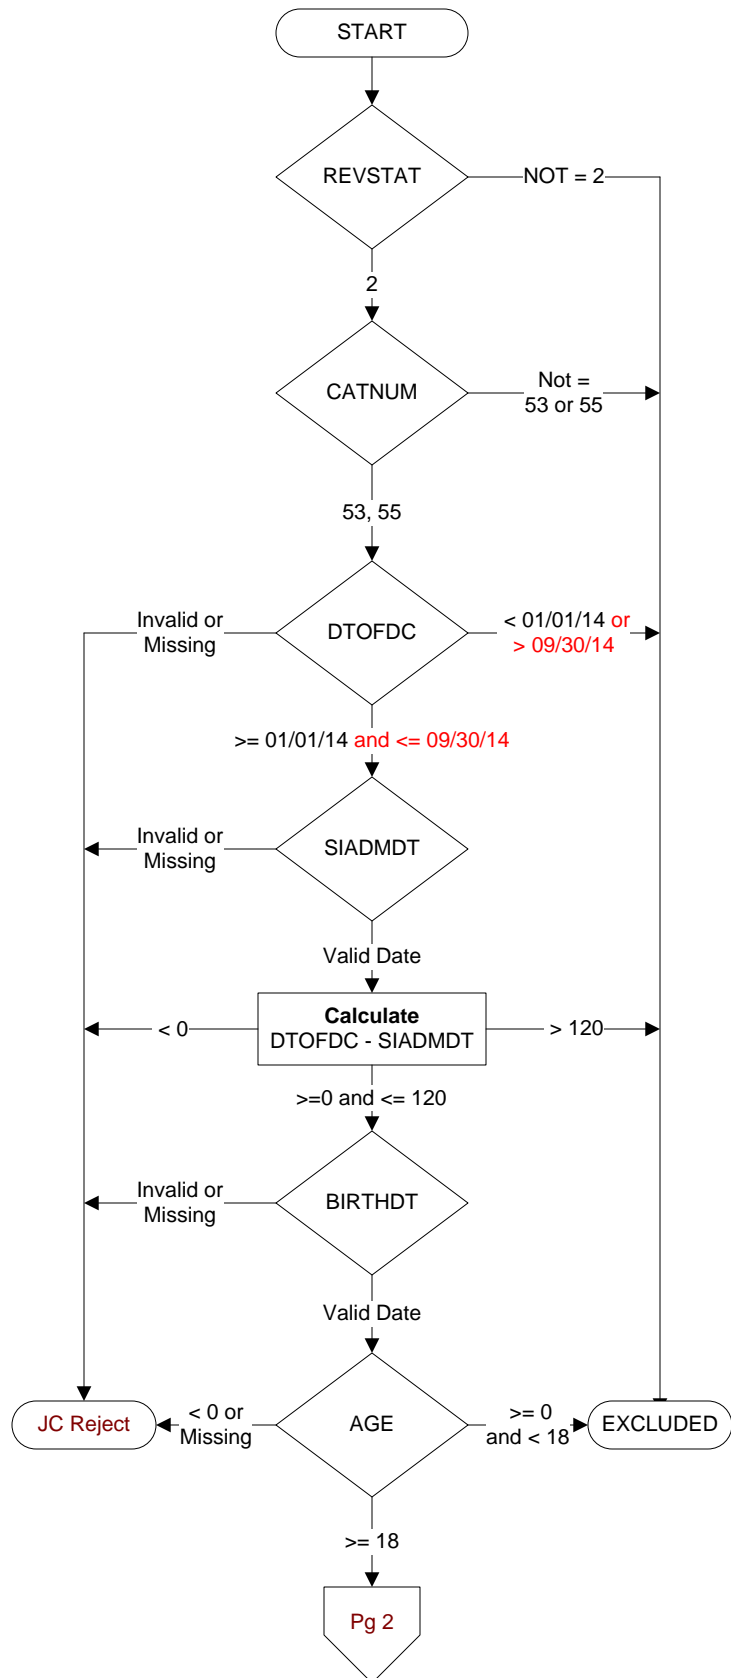 START
REVSTAT
NOT = 2
2
CATNUM
Not =
53 or 55
53, 55
Invalid or
Missing
DTOFDC
< 01/01/14 or
> 09/30/14
>= 01/01/14 and <= 09/30/14
Invalid or
Missing
SIADMDT
Valid Date
< 0
Calculate
DTOFDC - SIADMDT
> 120
>=0 and <= 120
Invalid or
Missing
BIRTHDT
Valid Date
JC Reject
< 0 or
Missing
AGE
>= 0
and < 18
EXCLUDED
>= 18
Pg 2